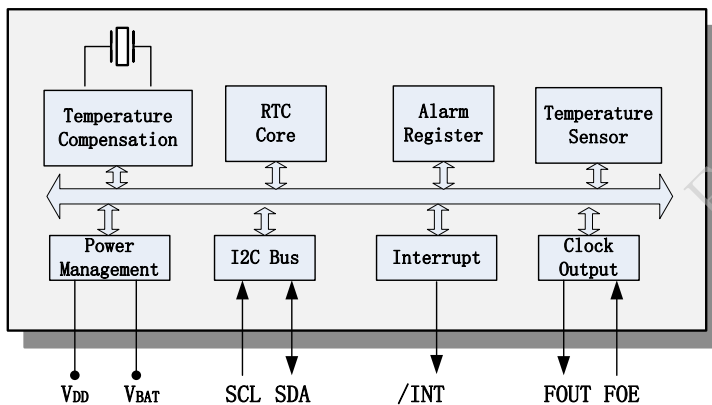 Temperature
Compensation
RTC
Core
Alarm
Register
Temperature
Sensor
Power
Management
I2C Bus
Interrupt
Clock
Output
VDD
VBAT
SCL
SDA
/INT
FOUT
FOE